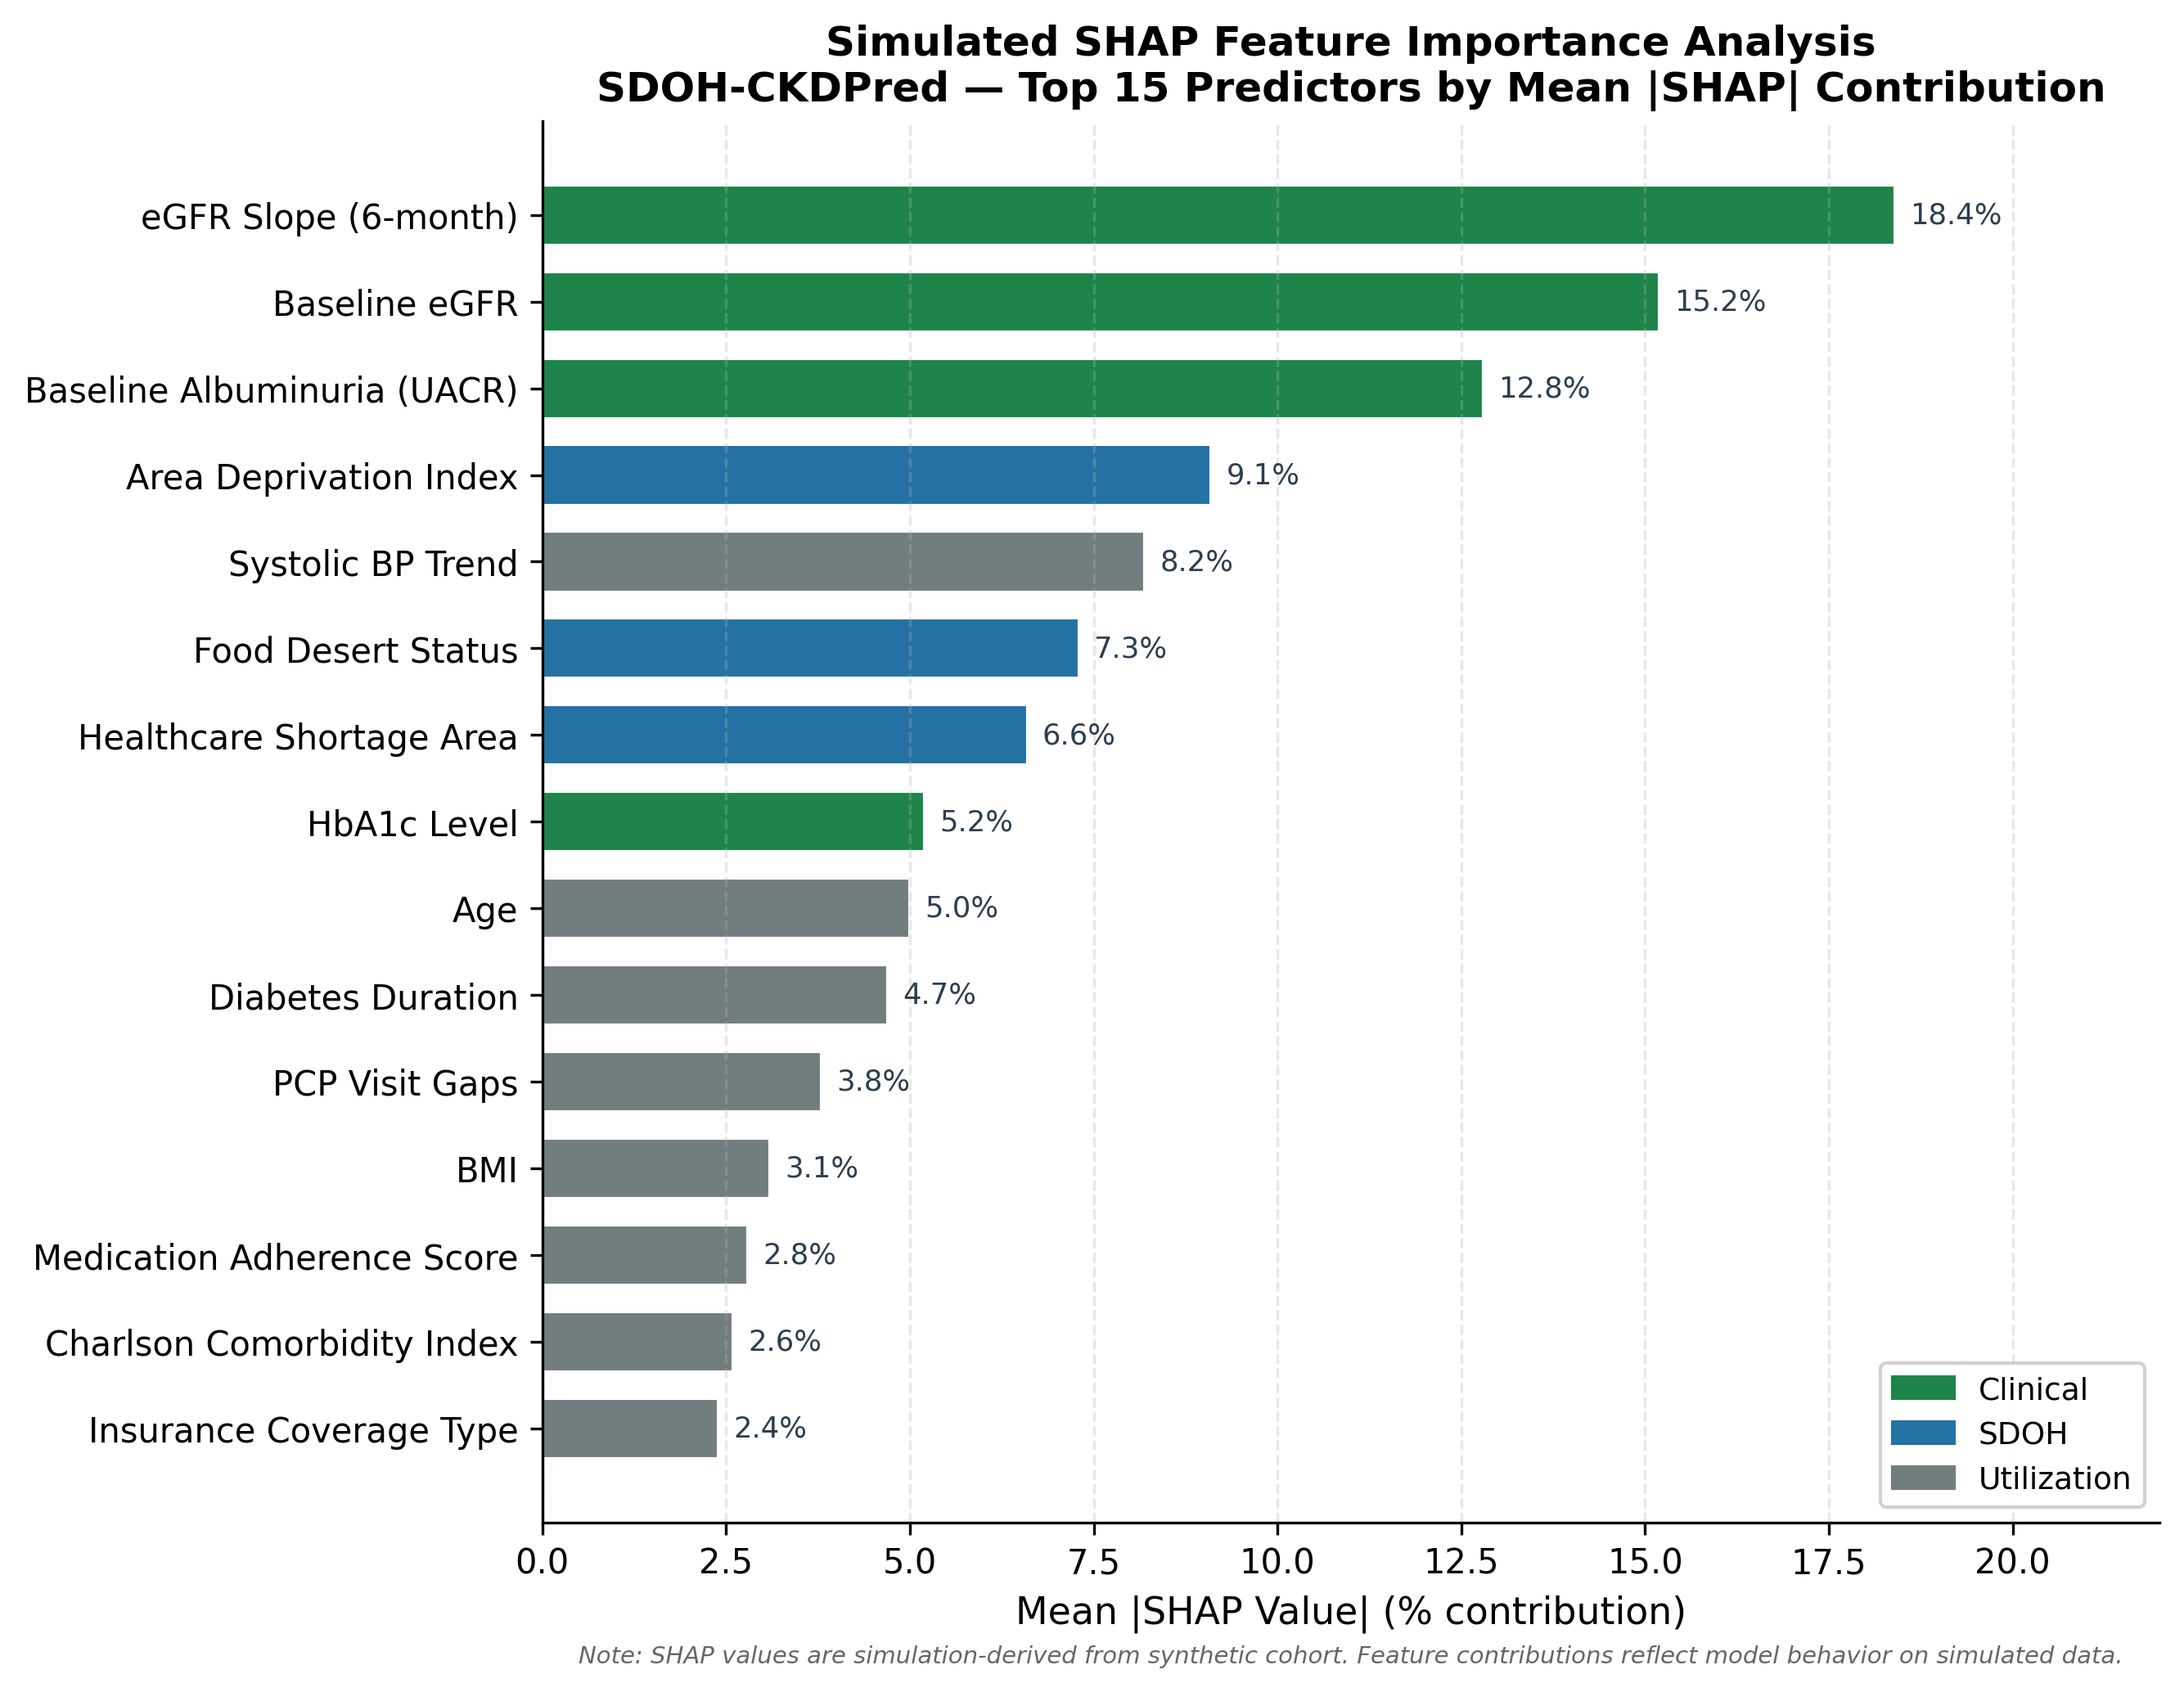 Simulated SHAP Feature Importance Analysis
SDOH-CKDPred — Top 15 Predictors by Mean |SHAP| Contribution
eGFR Slope (6-month) 18.4%
Baseline eGFR 15.2%
Baseline Albuminuria (UACR) 12.8%
Area Deprivation Index 9.1%
Systolic BP Trend 8.2%
Food Desert Status 7.3%
Healthcare Shortage Area 6.6%
HbA1c Level 5.2%
Age 5.0%
Diabetes Duration 4.7%
PCP Visit Gaps 3.8%
BMI 3.1%
Medication Adherence Score 2.8%
Charlson Comorbidity Index 2.6%
Insurance Coverage Type 2.4%
Clinical
SDOH
Utilization
0.0 2.5 5.0 7.5 10.0 12.5 15.0 17.5 20.0
Mean |SHAP Value| (% contribution)
Note: SHAP values are simulation-derived from synthetic cohort. Feature contributions reflect model behavior on simulated data.